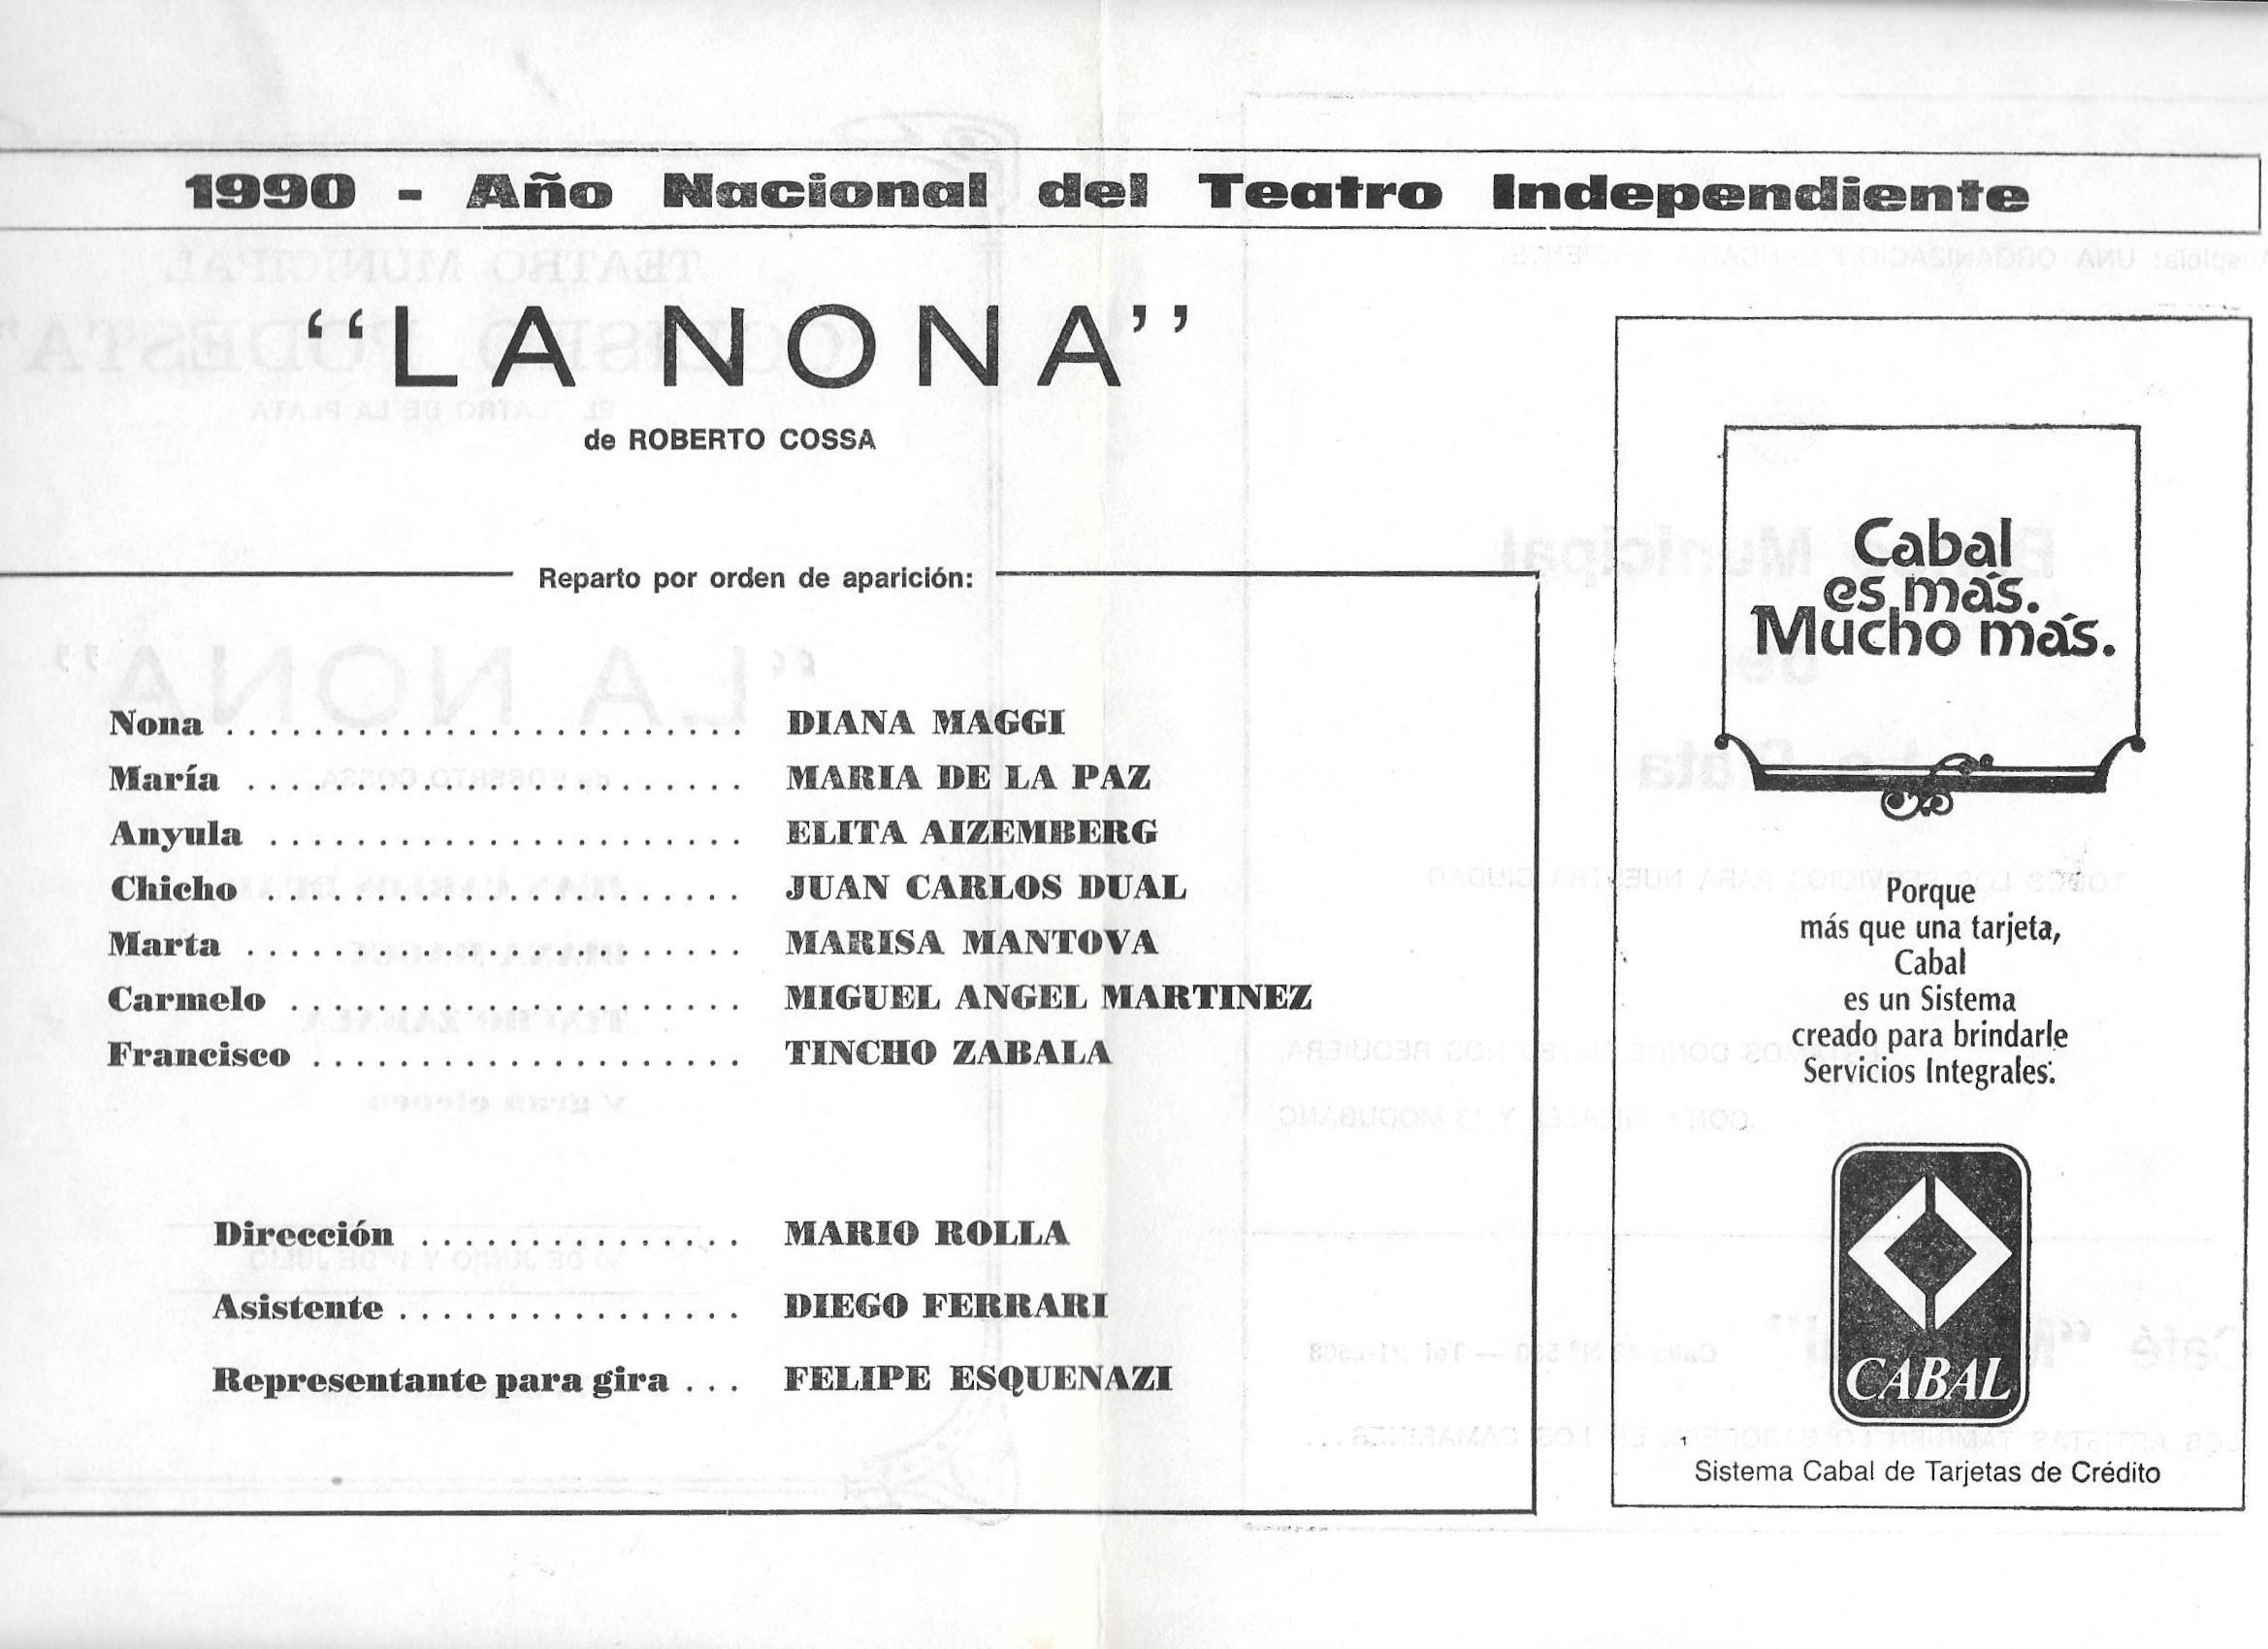 1990 - Año Nacional del Teatro Independiente
“LA NONA”
de ROBERTO COSSA
Reparto por orden de aparición:
Nona ........................ DIANA MAGGI
María ....................... MARIA DE LA PAZ
Anyula ...................... ELITA AIZEMBERG
Chicho ...................... JUAN CARLOS DUAL
Marta ....................... MARISA MANTOVA
Carmelo ..................... MIGUEL ANGEL MARTINEZ
Francisco .................... TINCHO ZABALA
Dirección ............... MARIO ROLLA
Asistente ................ DIEGO FERRARI
Representante para gira ... FELIPE ESQUENAZI
Cabal
es más.
Mucho más.
Porque
más que una tarjeta,
Cabal
es un Sistema
creado para brindarle
Servicios Integrales.
CABAL
Sistema Cabal de Tarjetas de Crédito